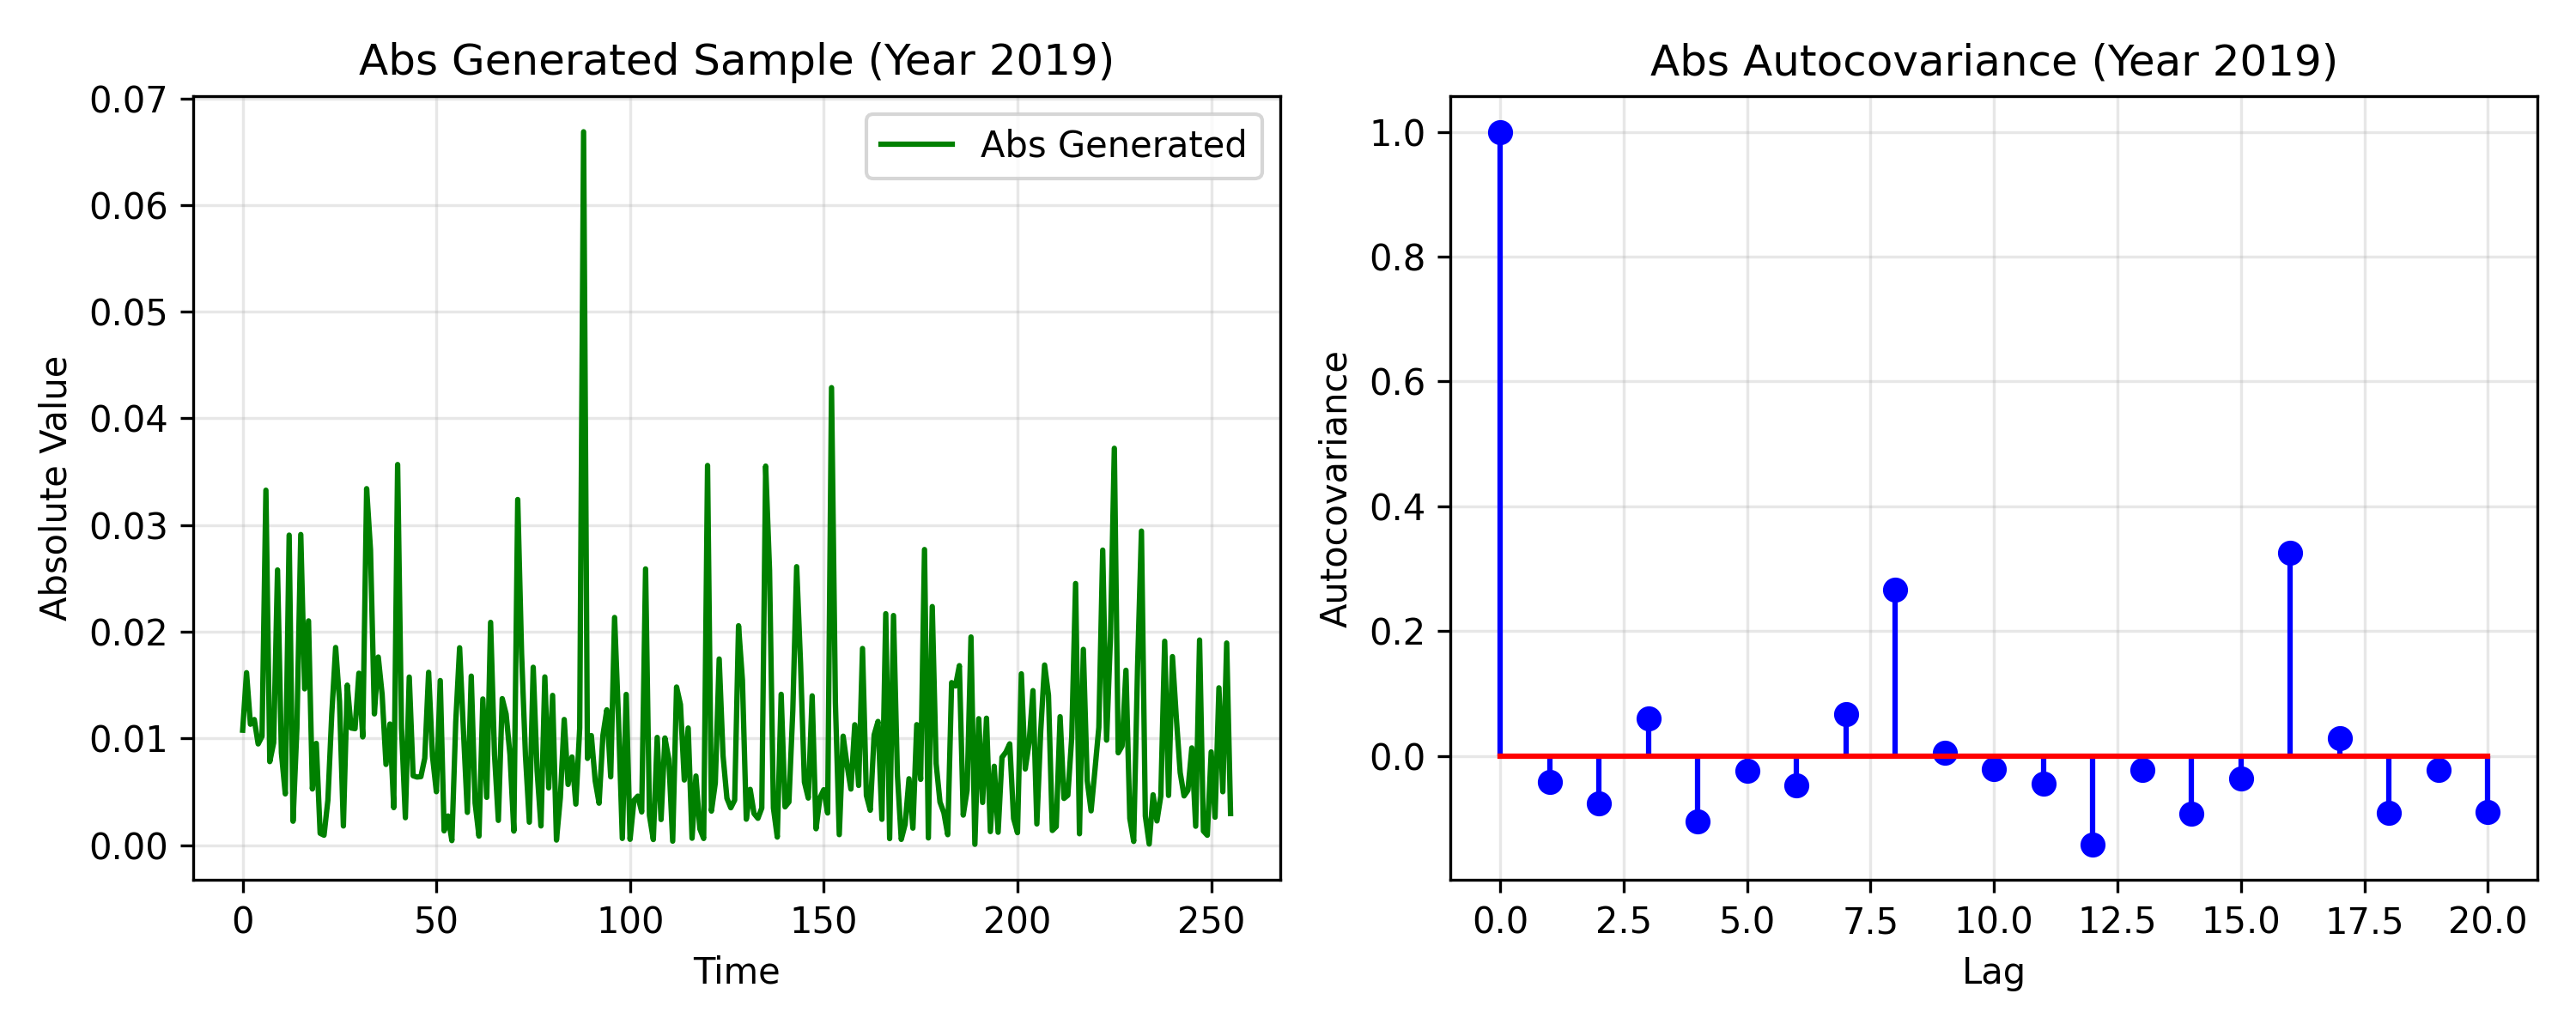 Abs Generated Sample (Year 2019)
0.07
0.06
0.05
0.04
0.03
0.02
0.01
0.00
Absolute Value
Abs Generated
0 50 100 150 200 250
Time
Abs Autocovariance (Year 2019)
1.0
0.8
0.6
0.4
0.2
0.0
Autocovariance
0.0 2.5 5.0 7.5 10.0 12.5 15.0 17.5 20.0
Lag